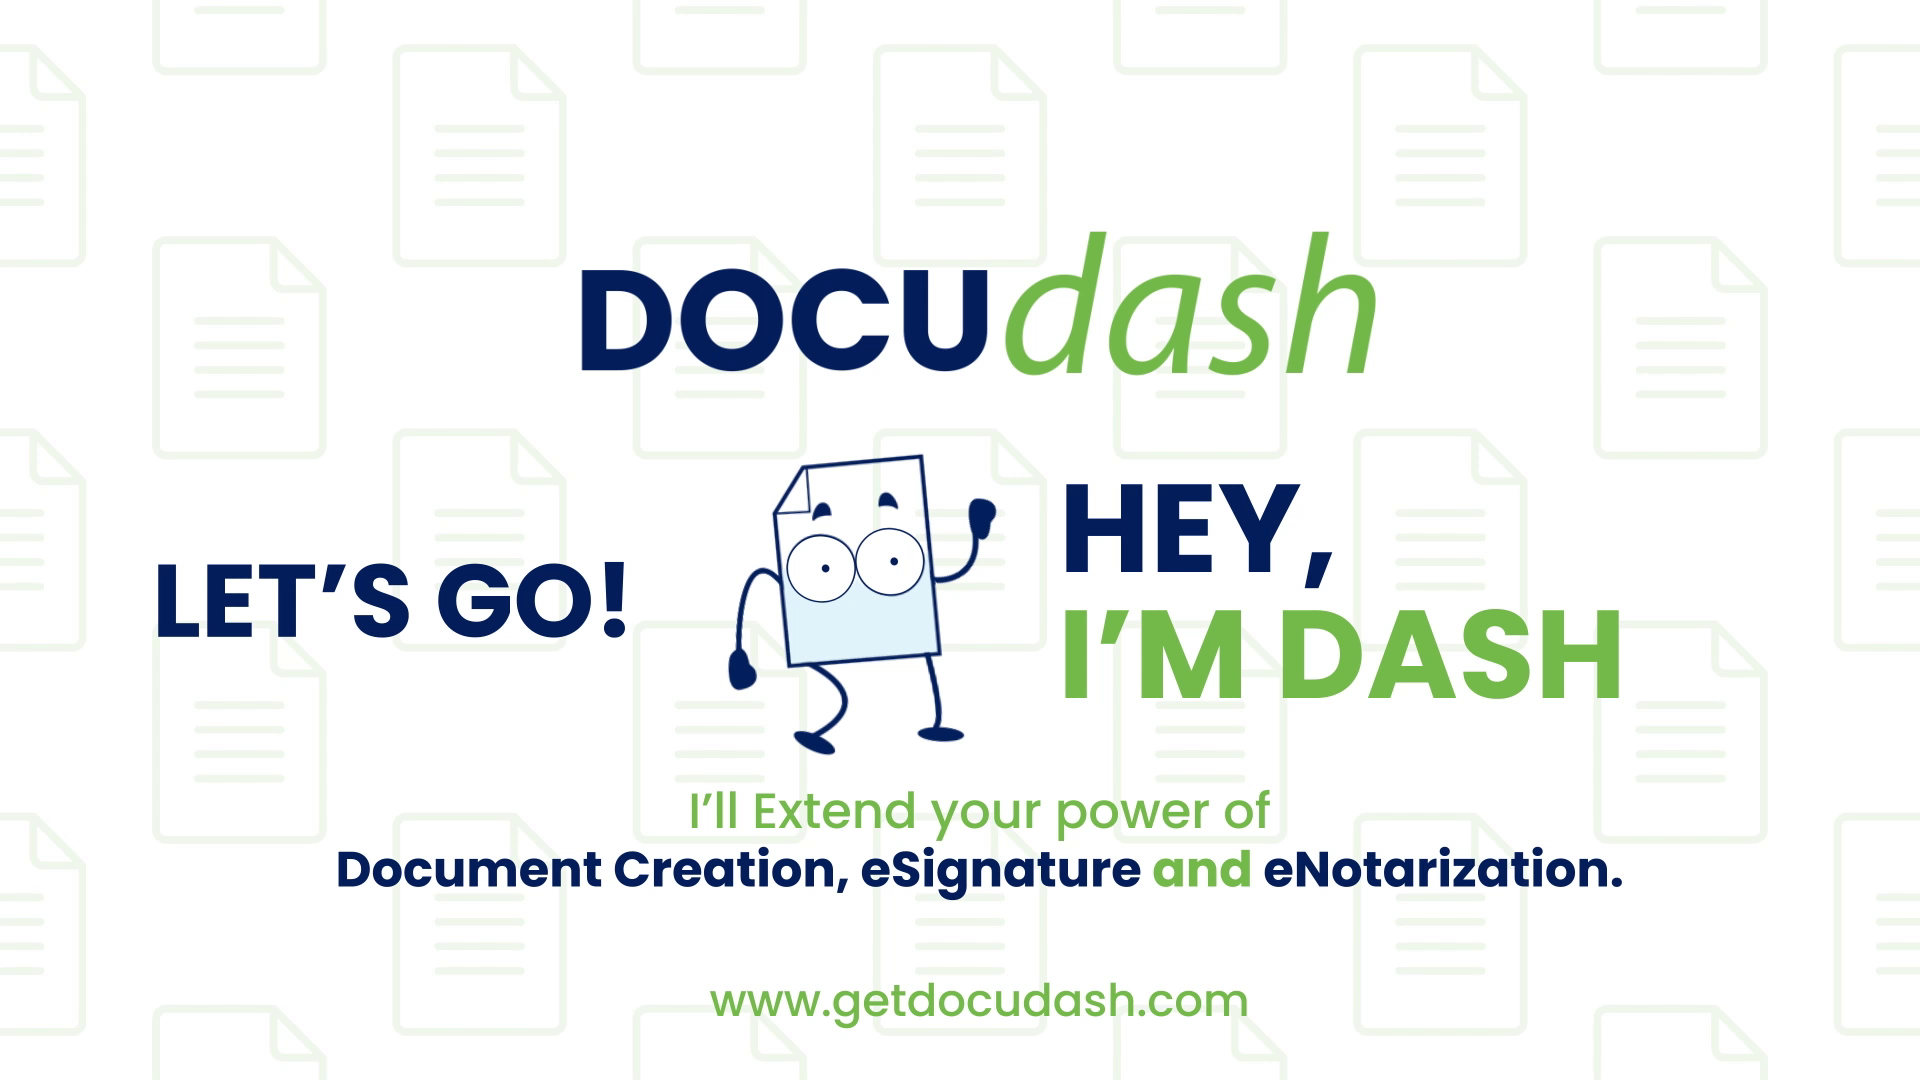 DOCUdash
LET’S GO!
HEY,
I’M DASH
I’ll Extend your power of
Document Creation, eSignature and eNotarization.
www.getdocudash.com